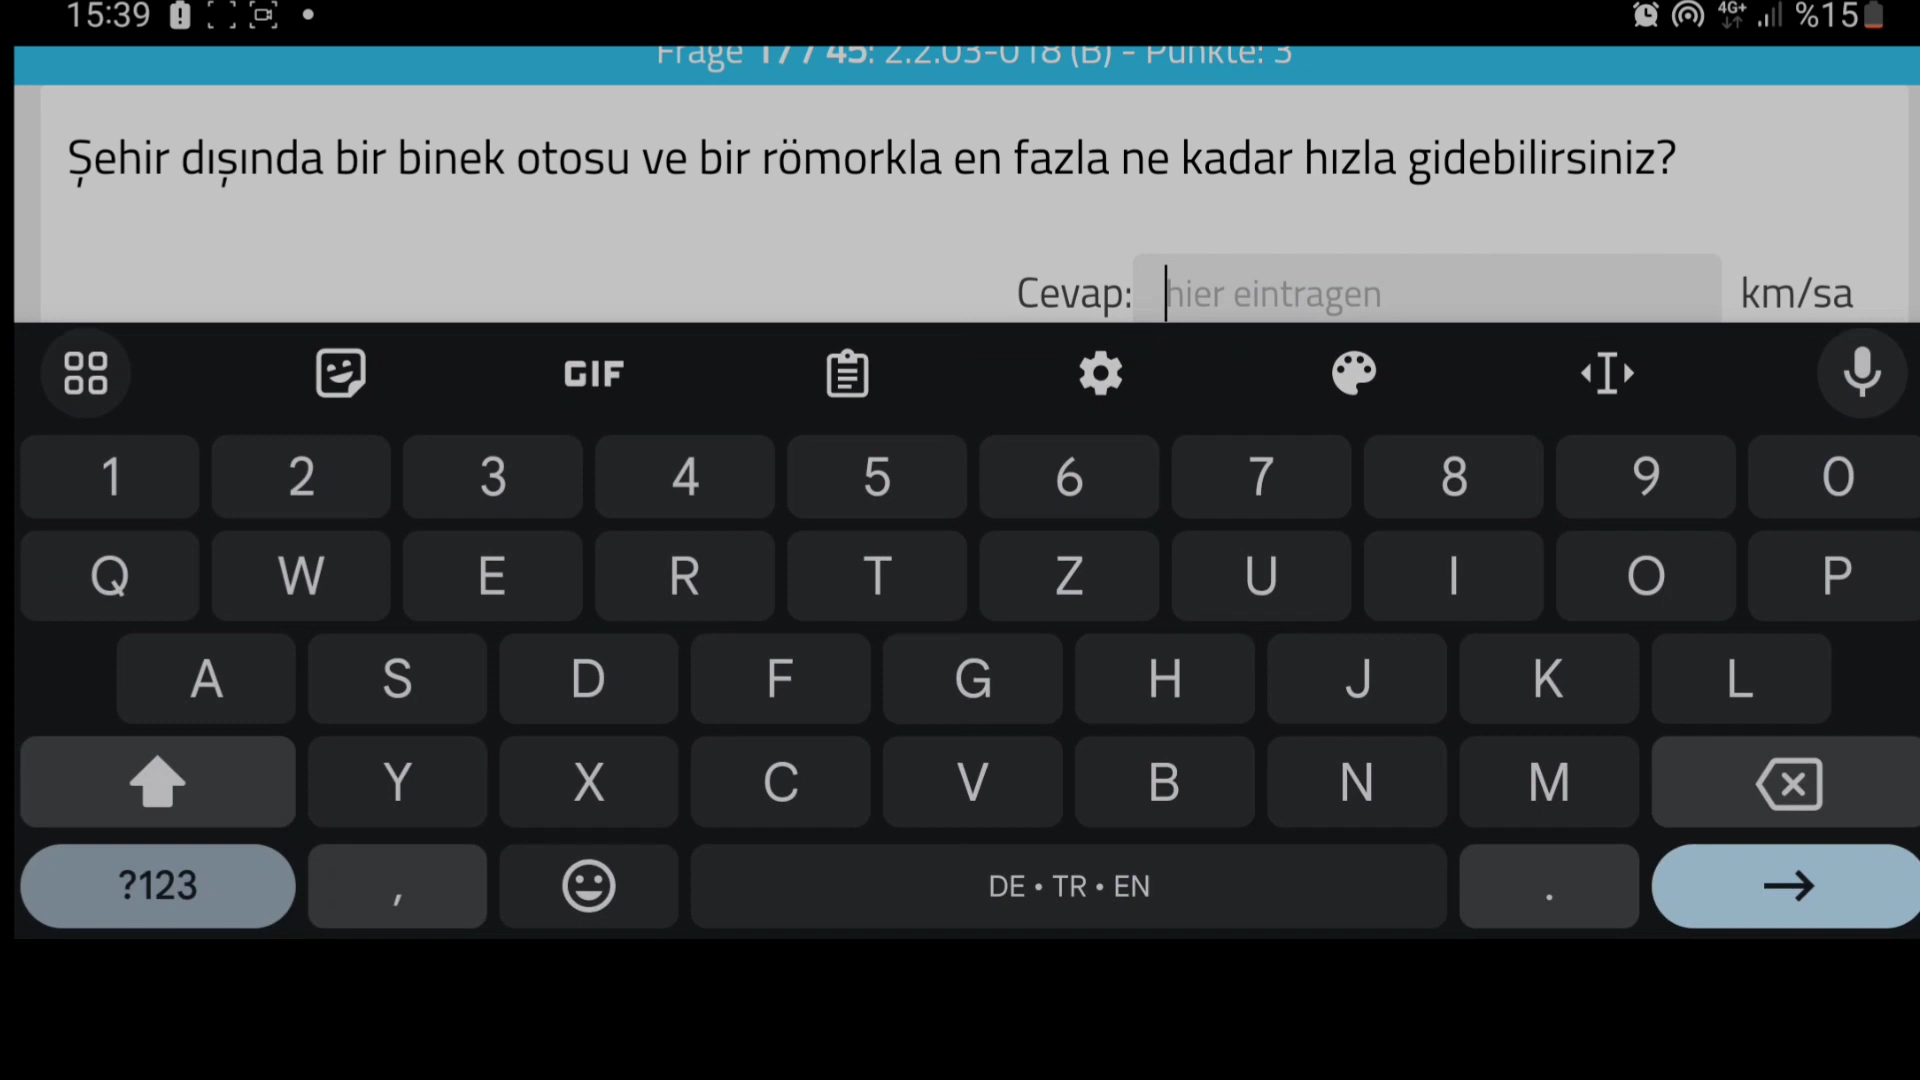 15:39 4G+ %15
Frage 17 / 45: 2.2.03-018 (B) - Punkte: 3
Şehir dışında bir binek otosu ve bir römorkla en fazla ne kadar hızla gidebilirsiniz?
Cevap: hier eintragen km/sa
GIF
1 2 3 4 5 6 7 8 9 0
Q W E R T Z U I O P
A S D F G H J K L
Y X C V B N M
?123 , DE • TR • EN .